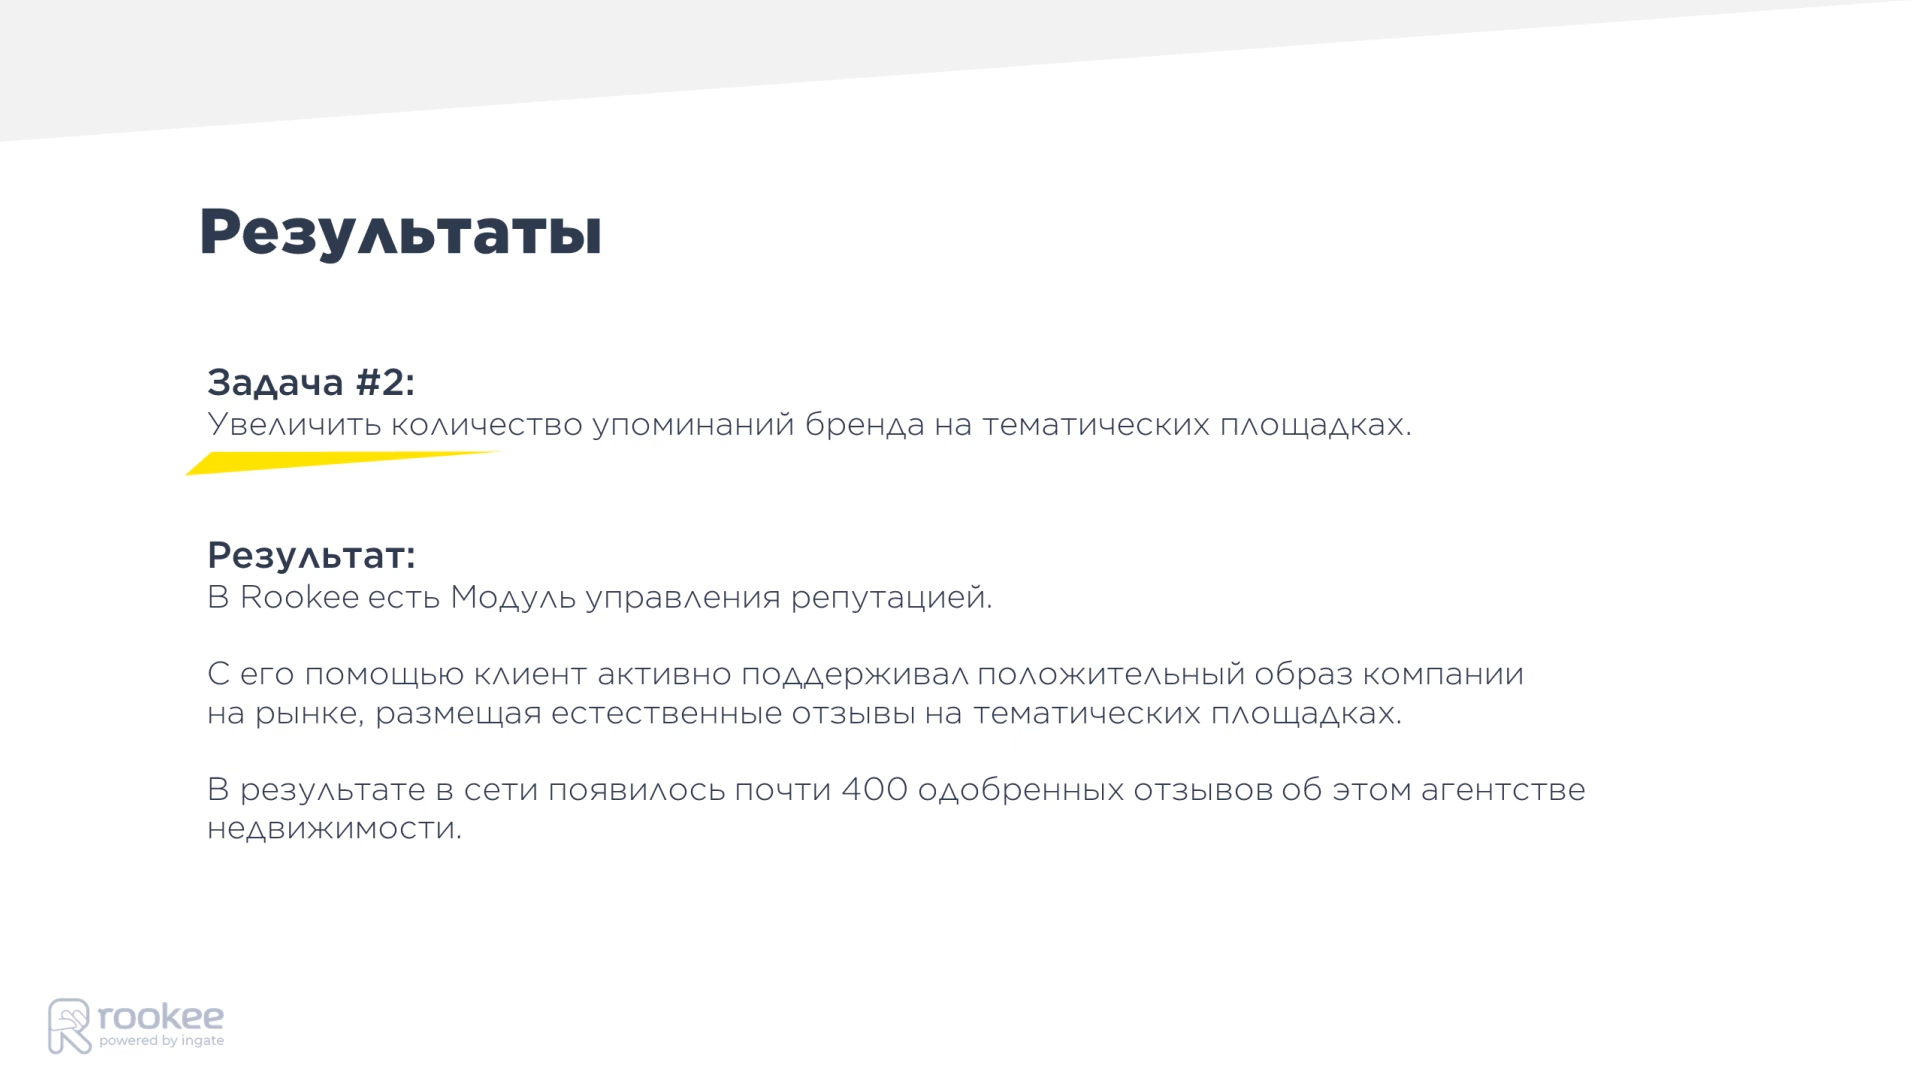 Результаты
Задача #2:
Увеличить количество упоминаний бренда на тематических площадках.
Результат:
В Rookee есть Модуль управления репутацией.
С его помощью клиент активно поддерживал положительный образ компании
на рынке, размещая естественные отзывы на тематических площадках.
В результате в сети появилось почти 400 одобренных отзывов об этом агентстве
недвижимости.
rookee
powered by ingate